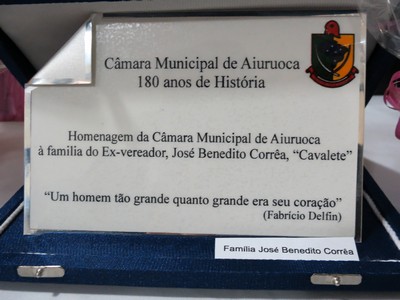 Câmara Municipal de Aiuruoca
180 anos de História
Homenagem da Câmara Municipal de Aiuruoca
à familia do Ex-vereador, José Benedito Corrêa, “Cavalete”
“Um homem tão grande quanto grande era seu coração”
(Fabrício Delfin)
Família José Benedito Corrêa